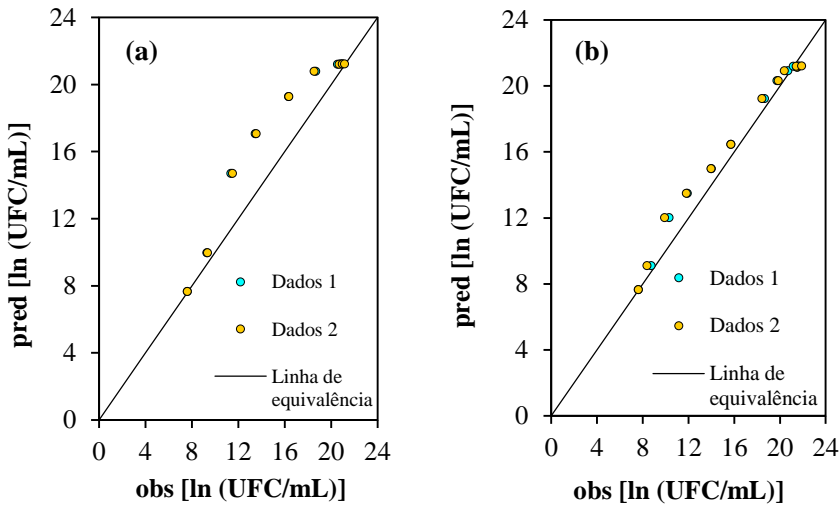 (a)
pred [ln (UFC/mL)]
24
20
16
12
8
4
0
0 4 8 12 16 20 24
obs [ln (UFC/mL)]
Dados 1
Dados 2
Linha de
equivalência
(b)
pred [ln (UFC/mL)]
24
20
16
12
8
4
0
0 4 8 12 16 20 24
obs [ln (UFC/mL)]
Dados 1
Dados 2
Linha de
equivalência